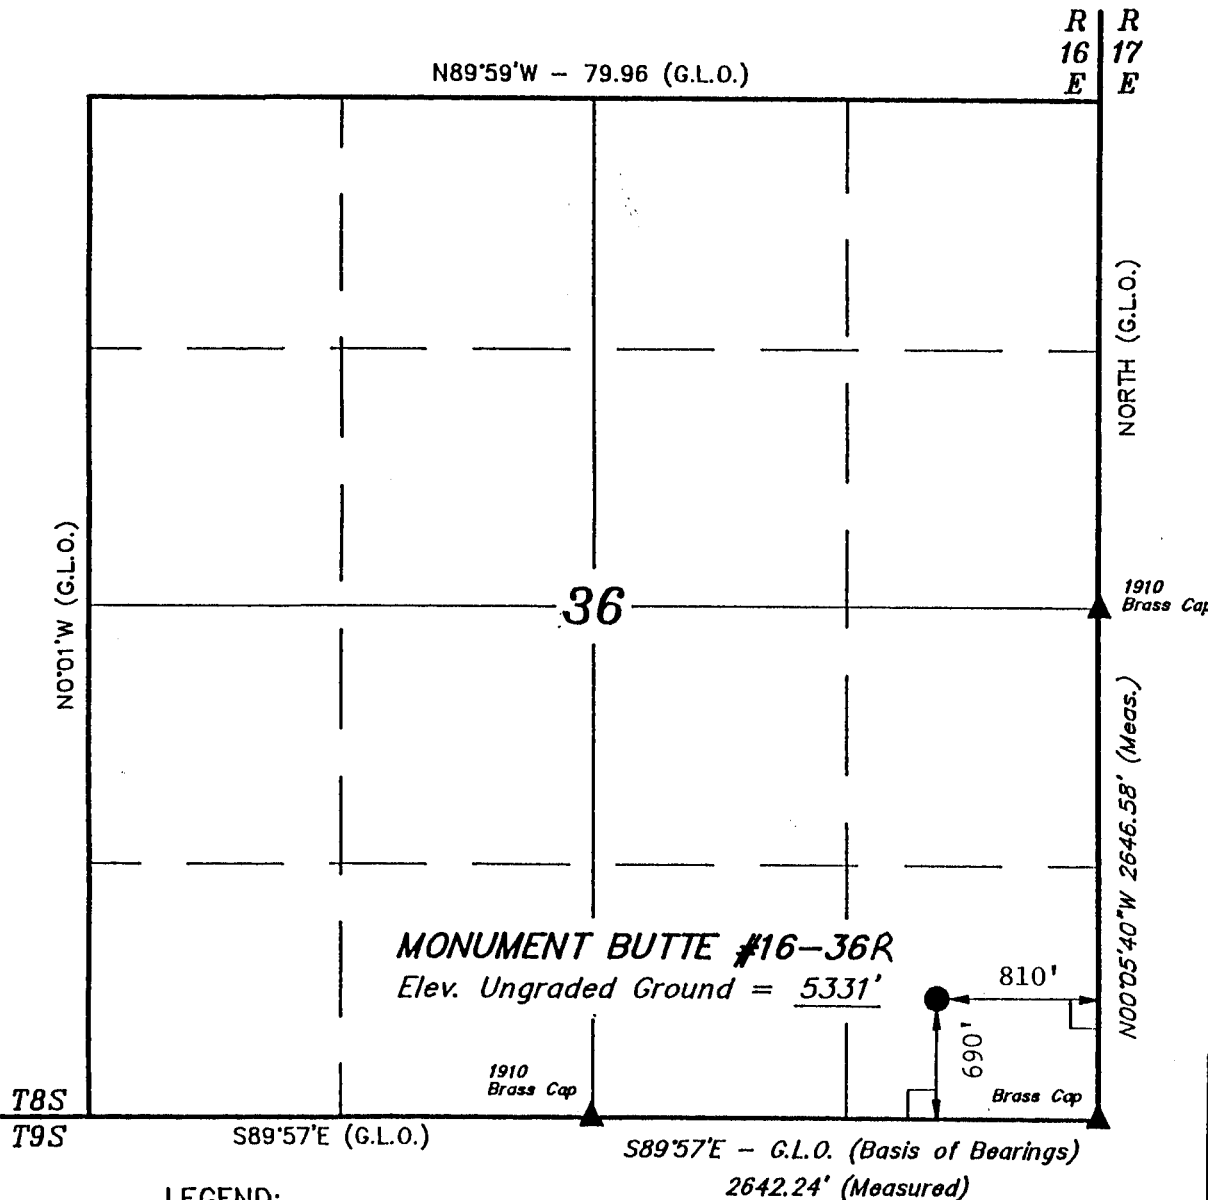 R R
16 17
E E
N89°59'W – 79.96 (G.L.O.)
NORTH (G.L.O.)
N0°01'W (G.L.O.)
36
1910
Brass Cap
N00°05'40"W 2646.58' (Meas.)
MONUMENT BUTTE #16–36R
Elev. Ungraded Ground = 5331'
810'
690'
1910
Brass Cap
Brass Cap
T8S
T9S
S89°57'E (G.L.O.)
S89°57'E – G.L.O. (Basis of Bearings)
2642.24' (Measured)
LEGEND: